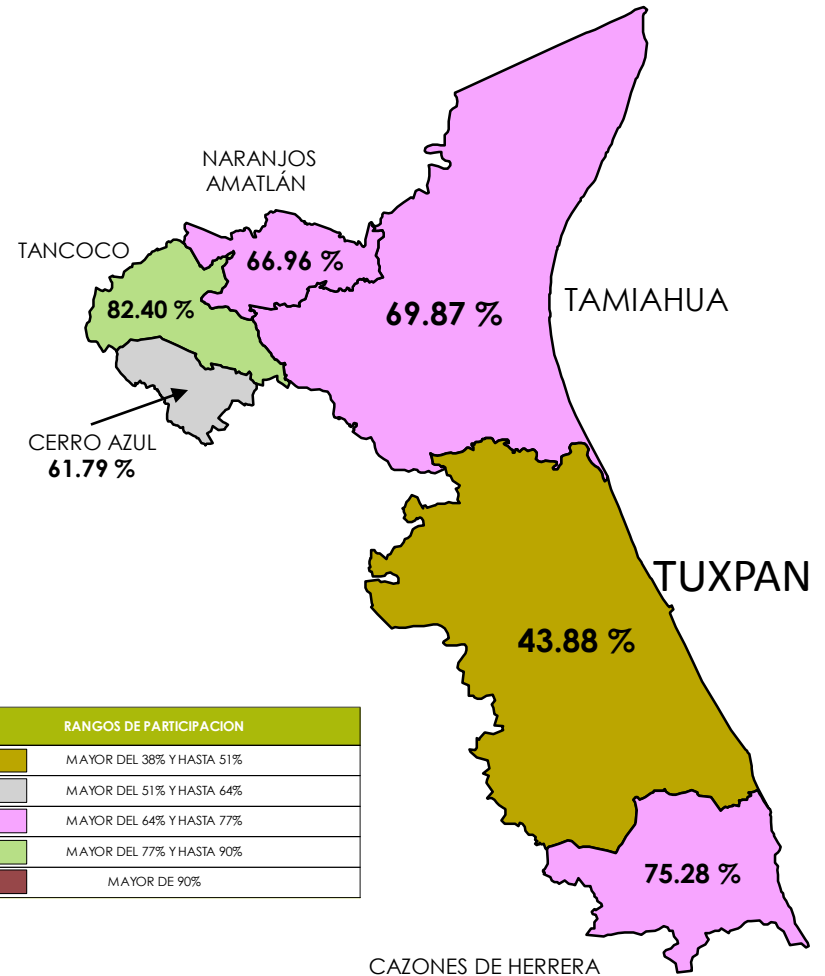 NARANJOS
AMATLÁN
TANCOCO
66.96 %
82.40 %
69.87 %
TAMIAHUA
CERRO AZUL
61.79 %
TUXPAN
43.88 %
RANGOS DE PARTICIPACION
MAYOR DEL 38% Y HASTA 51%
MAYOR DEL 51% Y HASTA 64%
MAYOR DEL 64% Y HASTA 77%
MAYOR DEL 77% Y HASTA 90%
MAYOR DE 90%
75.28 %
CAZONES DE HERRERA